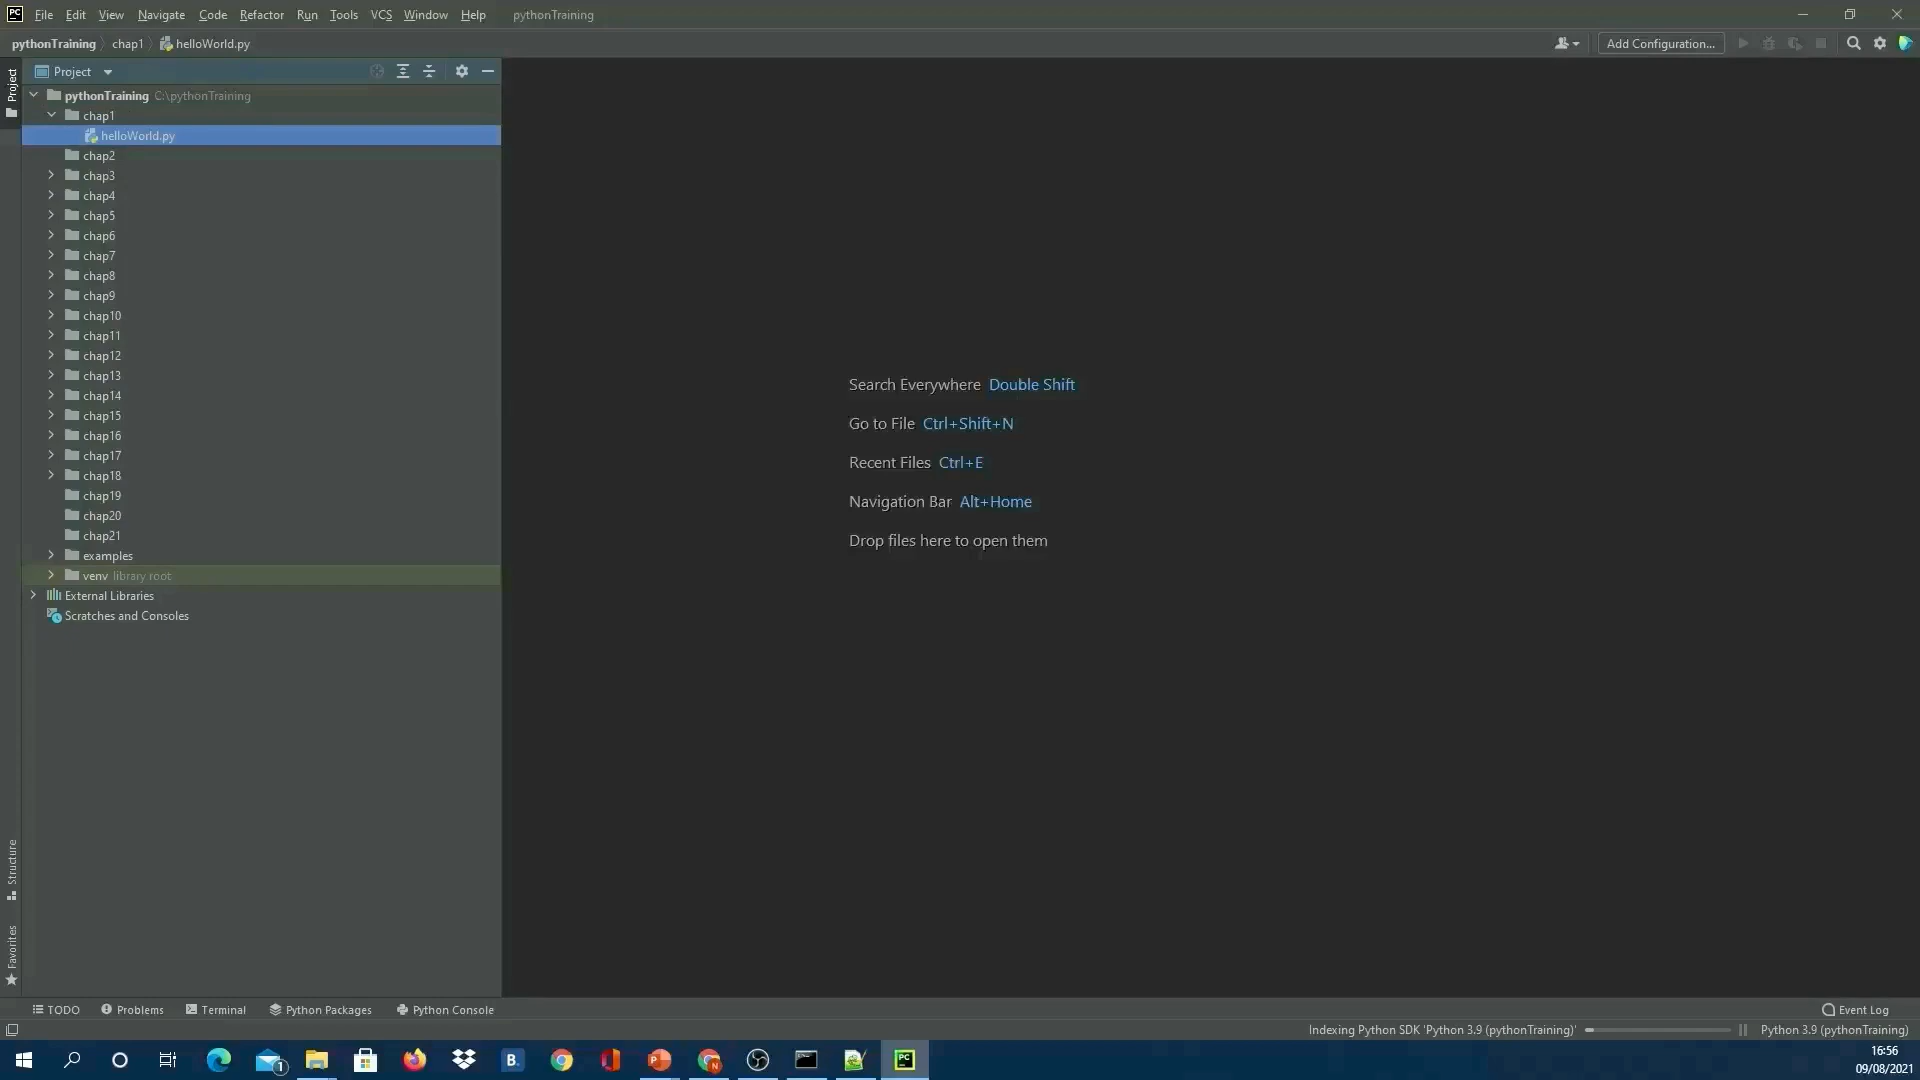 PC File Edit View Navigate Code Refactor Run Tools VCS Window Help pythonTraining
pythonTraining chap1 helloWorld.py Add Configuration...
Project
Project
pythonTraining C:\pythonTraining
chap1
helloWorld.py
chap2
chap3
chap4
chap5
chap6
chap7
chap8
chap9
chap10
chap11
chap12
chap13
chap14
chap15
chap16
chap17
chap18
chap19
chap20
chap21
examples
venv library root
External Libraries
Scratches and Consoles
Search Everywhere Double Shift
Go to File Ctrl+Shift+N
Recent Files Ctrl+E
Navigation Bar Alt+Home
Drop files here to open them
Structure
Favorites
TODO Problems Terminal Python Packages Python Console Event Log
Indexing Python SDK 'Python 3.9 (pythonTraining)' Python 3.9 (pythonTraining)
1 B. P N PC
16:56
09/08/2021